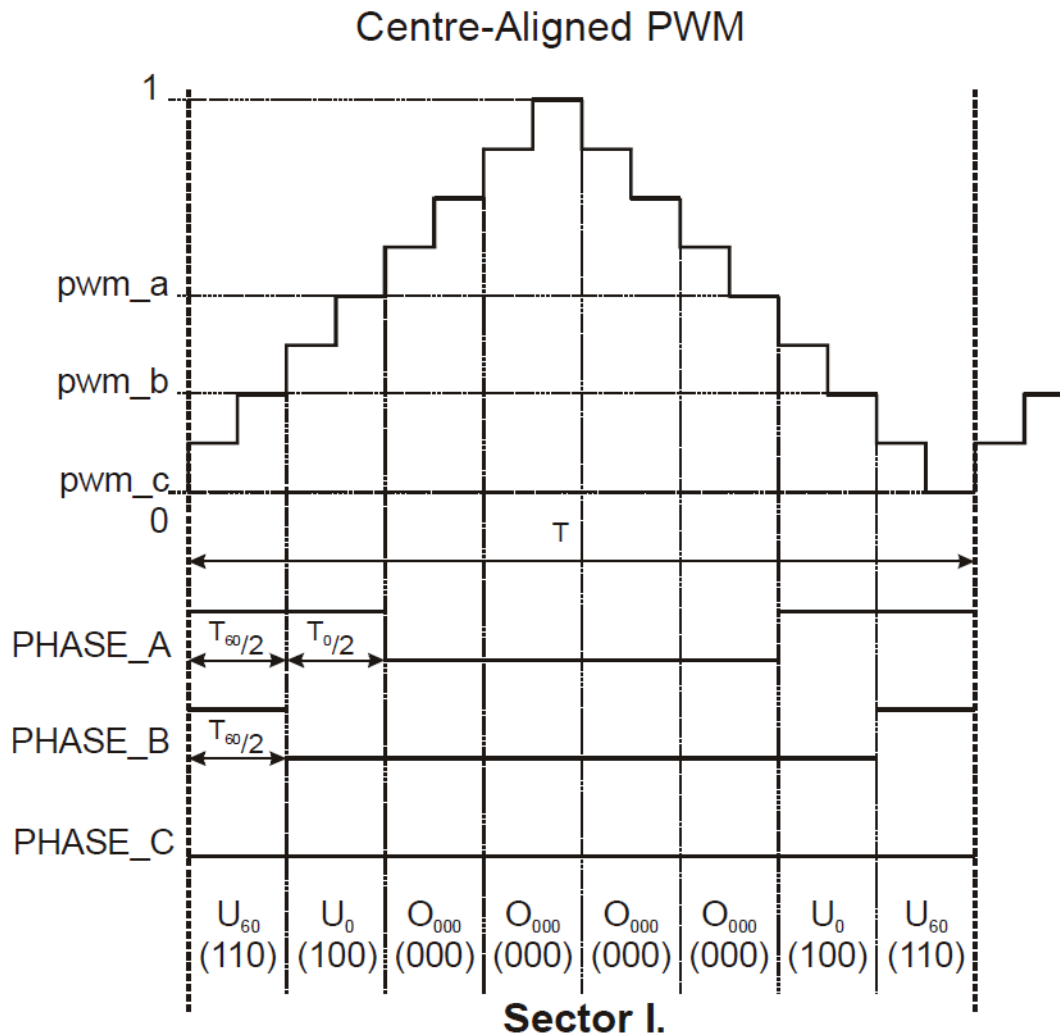 Centre-Aligned PWM
1
pwm_a
pwm_b
pwm_c
0
T
PHASE_A
T60/2 T0/2
PHASE_B
T60/2
PHASE_C
U60 U0 O000 O000 O000 O000 U0 U60
(110) (100) (000) (000) (000) (000) (100) (110)
Sector I.